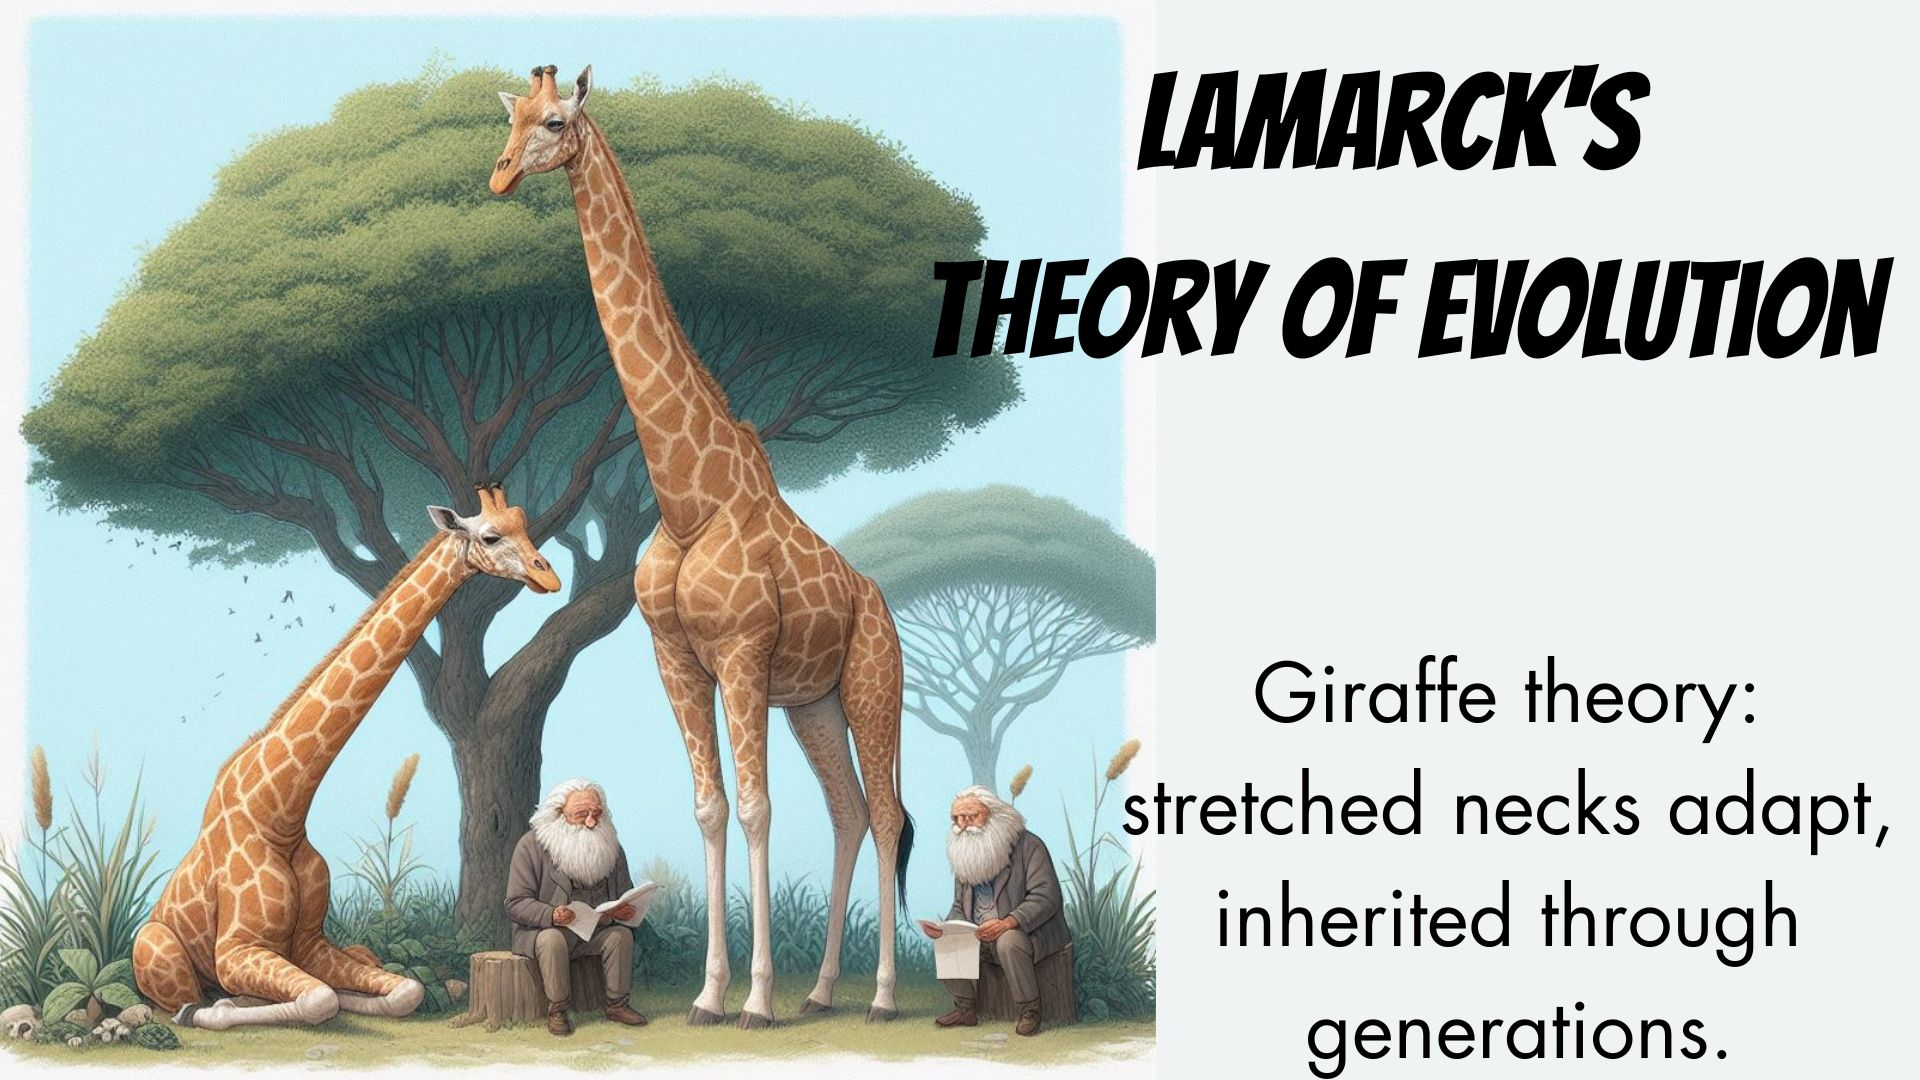 LAMARCK'S
THEORY OF EVOLUTION
Giraffe theory:
stretched necks adapt,
inherited through
generations.